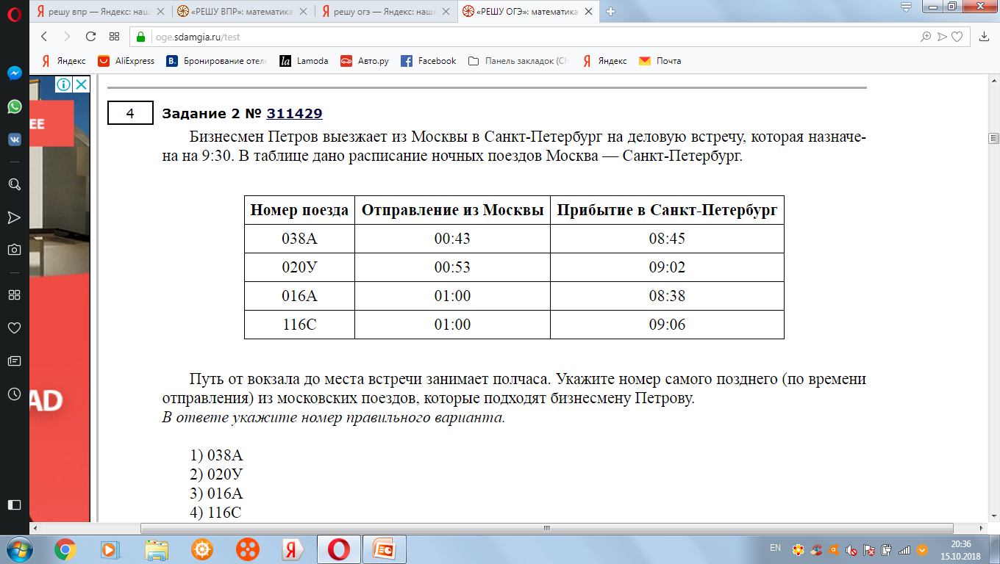 решу впр — Яндекс: наш
«РЕШУ ВПР»: математика
решу огэ — Яндекс: нашл
«РЕШУ ОГЭ»: математика
oge.sdamgia.ru/test
Яндекс
AliExpress
Бронирование отеле
Lamoda
Авто.ру
Facebook
Панель закладок (Ch
Яндекс
Почта
EE
AD
4
Задание 2 № 311429
Бизнесмен Петров выезжает из Москвы в Санкт-Петербург на деловую встречу, которая назначе-
на на 9:30. В таблице дано расписание ночных поездов Москва — Санкт-Петербург.
Номер поезда Отправление из Москвы Прибытие в Санкт-Петербург
038А 00:43 08:45
020У 00:53 09:02
016А 01:00 08:38
116С 01:00 09:06
Путь от вокзала до места встречи занимает полчаса. Укажите номер самого позднего (по времени
отправления) из московских поездов, которые подходят бизнесмену Петрову.
В ответе укажите номер правильного варианта.
1) 038А
2) 020У
3) 016А
4) 116С
EN
20:36
15.10.2018